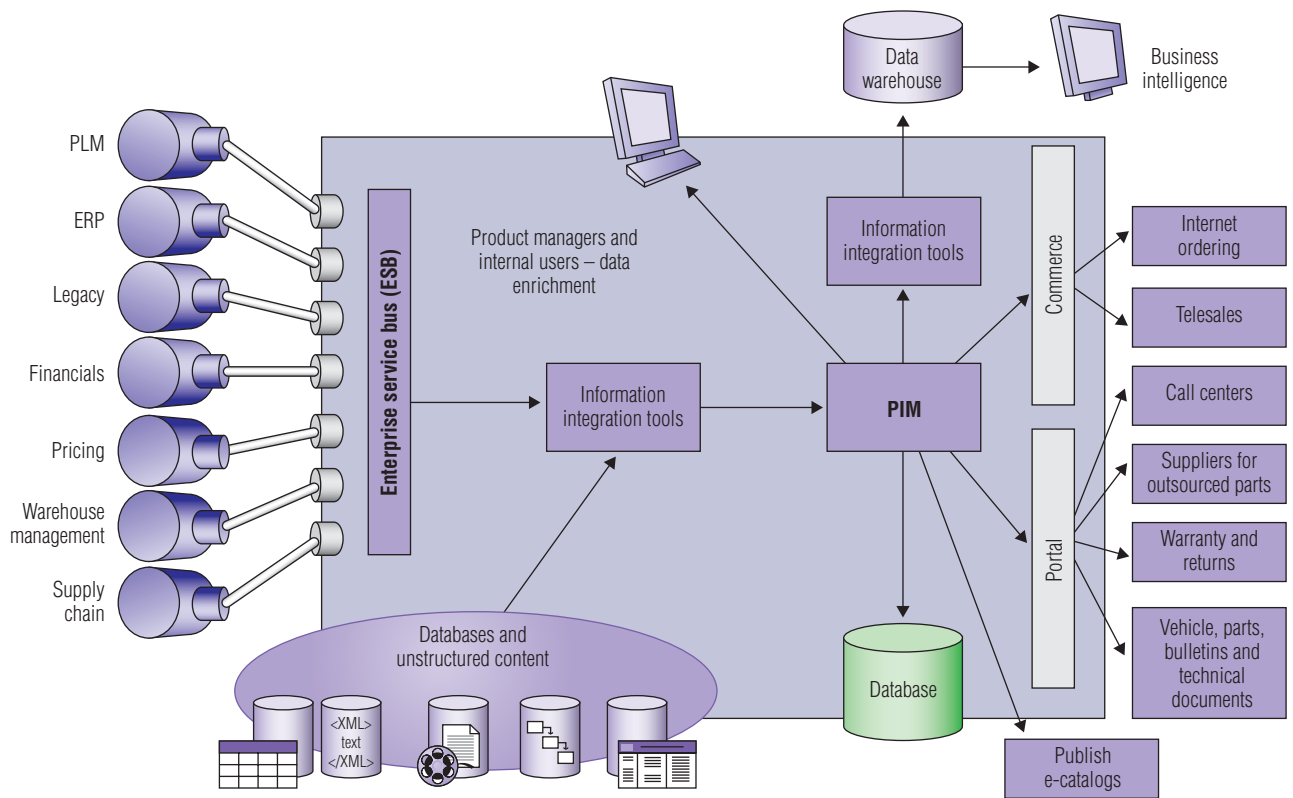 PLM
ERP
Legacy
Financials
Pricing
Warehouse
management
Supply
chain
Enterprise service bus (ESB)
Product managers and
internal users – data
enrichment
Information
integration tools
Databases and
unstructured content
<XML>
text
</XML>
Data
warehouse
Business
intelligence
Information
integration tools
PIM
Database
Commerce
Portal
Internet
ordering
Telesales
Call centers
Suppliers for
outsourced parts
Warranty and
returns
Vehicle, parts,
bulletins and
technical
documents
Publish
e-catalogs